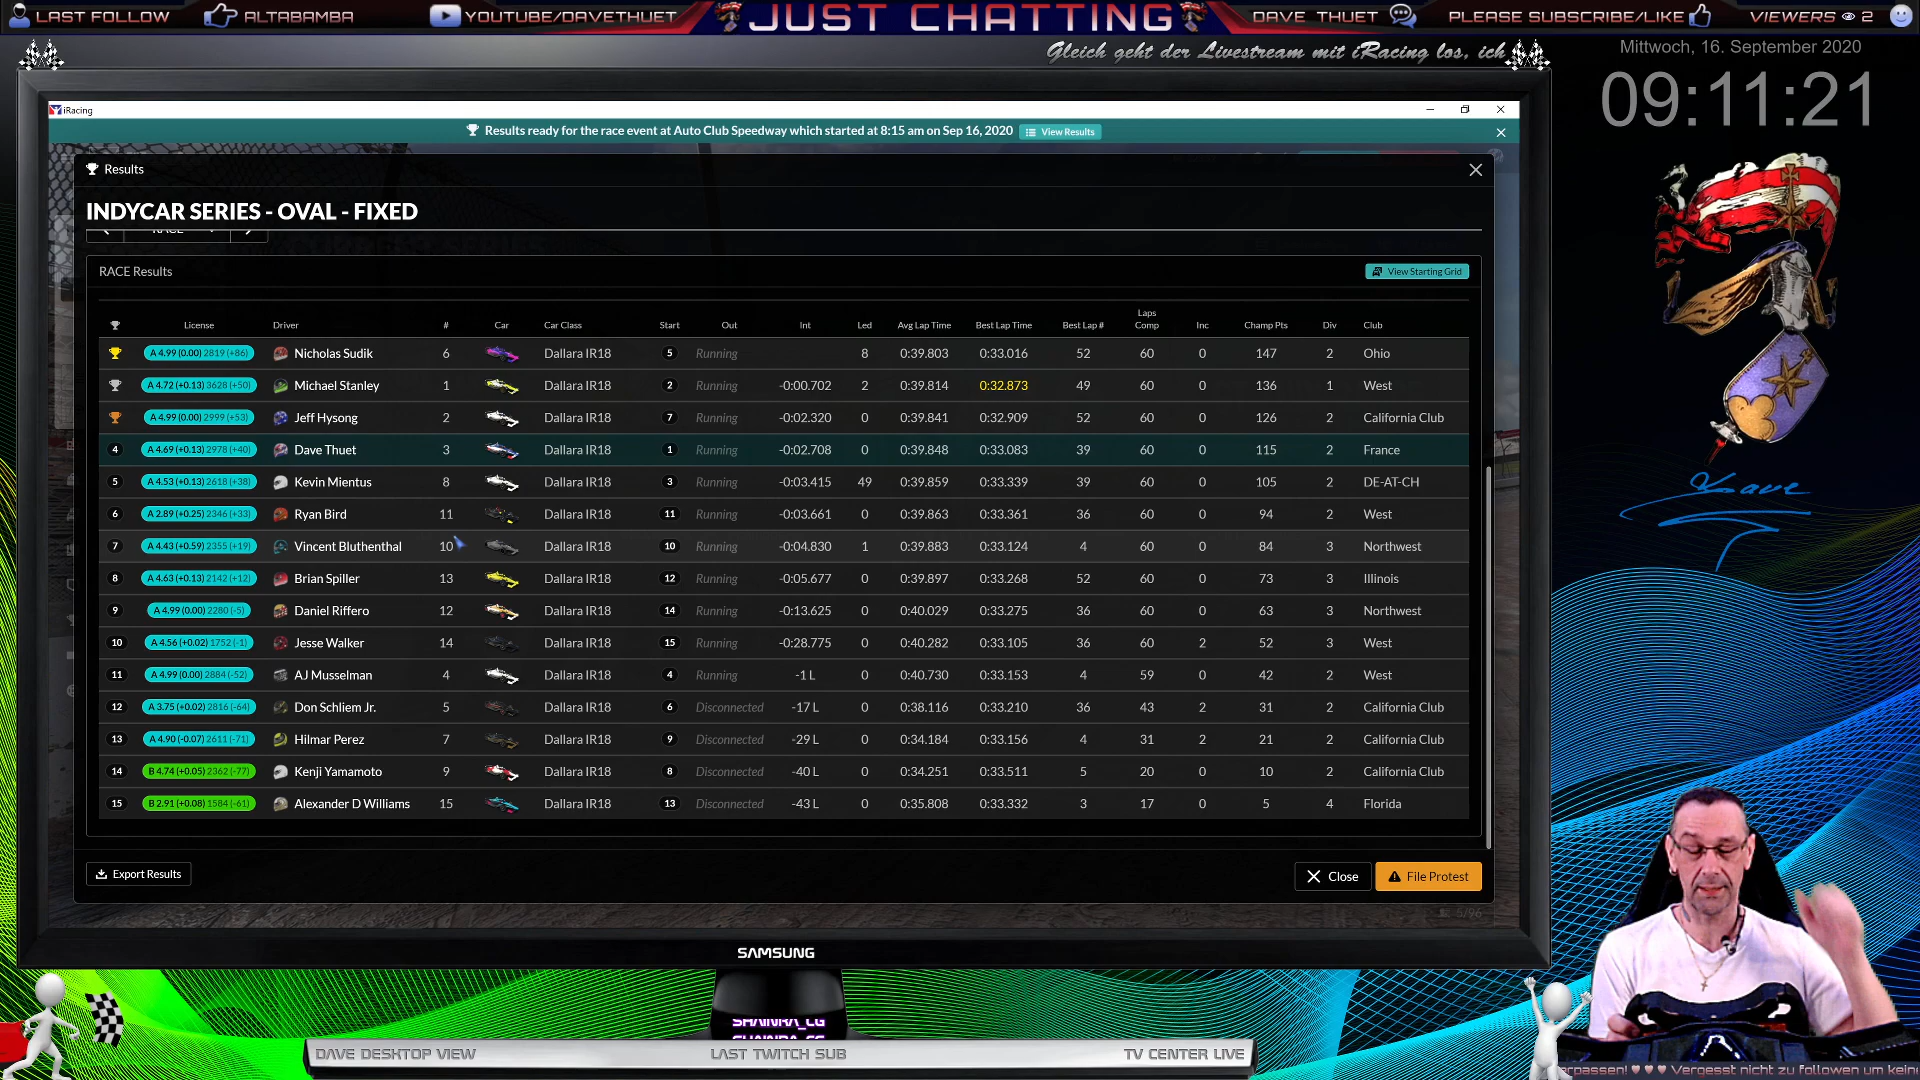 LAST FOLLOW ALTABAMBA YOUTUBE/DAVETHUET JUST CHATTING DAVE THUET PLEASE SUBSCRIBE/LIKE VIEWERS 2
Gleich geht der Livestream mit iRacing los, ich
Mittwoch, 16. September 2020
09:11:21
iRacing
Results ready for the race event at Auto Club Speedway which started at 8:15 am on Sep 16, 2020 View Results
Results
INDYCAR SERIES - OVAL - FIXED
RACE
RACE Results View Starting Grid
License Driver # Car Car Class Start Out Int Led Avg Lap Time Best Lap Time Best Lap # Laps Comp Inc Champ Pts Div Club
A 4.99 (0.00) 2819 (+86) Nicholas Sudik 6 Dallara IR18 5 Running 8 0:39.803 0:33.016 52 60 0 147 2 Ohio
A 4.72 (+0.13) 3628 (+50) Michael Stanley 1 Dallara IR18 2 Running -0:00.702 2 0:39.814 0:32.873 49 60 0 136 1 West
A 4.99 (0.00) 2999 (+53) Jeff Hysong 2 Dallara IR18 7 Running -0:02.320 0 0:39.841 0:32.909 52 60 0 126 2 California Club
4 A 4.69 (+0.13) 2978 (+40) Dave Thuet 3 Dallara IR18 1 Running -0:02.708 0 0:39.848 0:33.083 39 60 0 115 2 France
5 A 4.53 (+0.13) 2618 (+38) Kevin Mientus 8 Dallara IR18 3 Running -0:03.415 49 0:39.859 0:33.339 39 60 0 105 2 DE-AT-CH
6 A 2.89 (+0.25) 2346 (+33) Ryan Bird 11 Dallara IR18 11 Running -0:03.661 0 0:39.863 0:33.361 36 60 0 94 2 West
7 A 4.43 (+0.59) 2355 (+19) Vincent Bluthenthal 10 Dallara IR18 10 Running -0:04.830 1 0:39.883 0:33.124 4 60 0 84 3 Northwest
8 A 4.63 (+0.13) 2142 (+12) Brian Spiller 13 Dallara IR18 12 Running -0:05.677 0 0:39.897 0:33.268 52 60 0 73 3 Illinois
9 A 4.99 (0.00) 2280 (-5) Daniel Riffero 12 Dallara IR18 14 Running -0:13.625 0 0:40.029 0:33.275 36 60 0 63 3 Northwest
10 A 4.56 (+0.02) 1752 (-1) Jesse Walker 14 Dallara IR18 15 Running -0:28.775 0 0:40.282 0:33.105 36 60 2 52 3 West
11 A 4.99 (0.00) 2884 (-52) AJ Musselman 4 Dallara IR18 4 Running -1 L 0 0:40.730 0:33.153 4 59 0 42 2 West
12 A 3.75 (+0.02) 2816 (-64) Don Schliem Jr. 5 Dallara IR18 6 Disconnected -17 L 0 0:38.116 0:33.210 36 43 2 31 2 California Club
13 A 4.90 (-0.07) 2611 (-71) Hilmar Perez 7 Dallara IR18 9 Disconnected -29 L 0 0:34.184 0:33.156 4 31 2 21 2 California Club
14 B 4.74 (+0.05) 2362 (-77) Kenji Yamamoto 9 Dallara IR18 8 Disconnected -40 L 0 0:34.251 0:33.511 5 20 0 10 2 California Club
15 B 2.91 (+0.08) 1584 (-61) Alexander D Williams 15 Dallara IR18 13 Disconnected -43 L 0 0:35.808 0:33.332 3 17 0 5 4 Florida
Export Results Close File Protest
5/96
SAMSUNG
SHAINRA_CG
DAVE DESKTOP VIEW LAST TWITCH SUB TV CENTER LIVE
erpassen! ♥ ♥ ♥ Vergesst nicht zu followen um kein